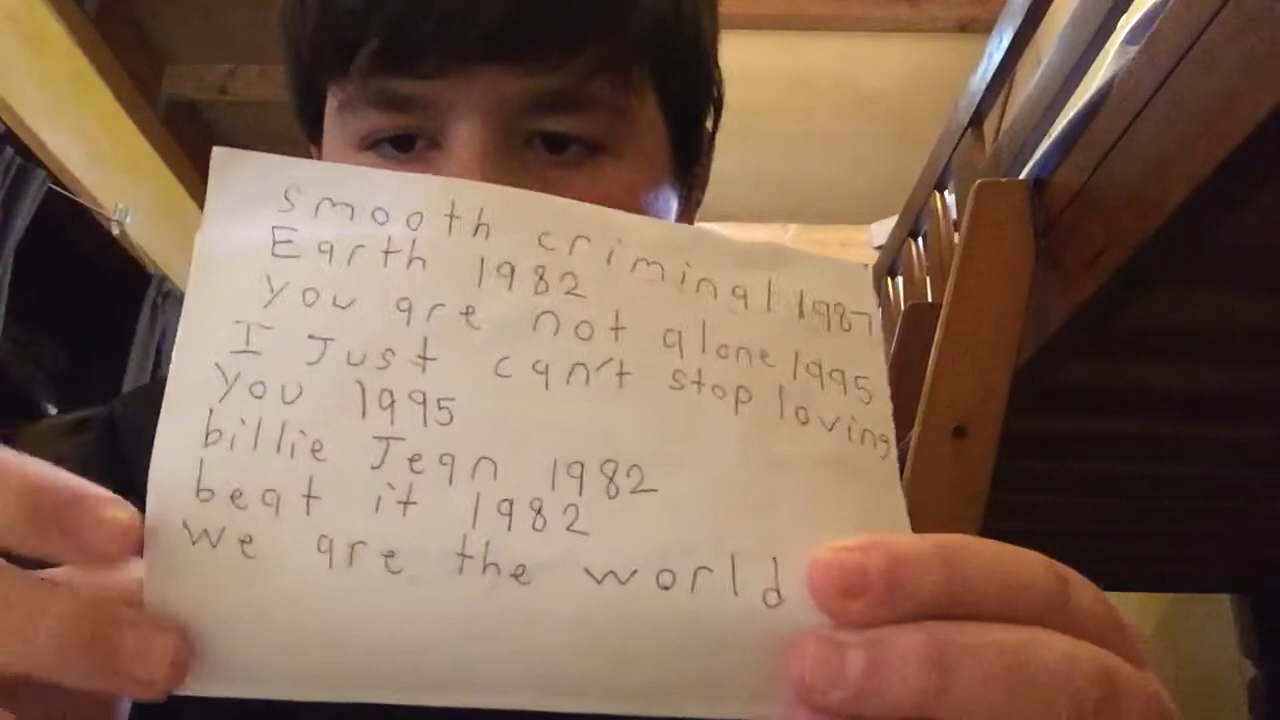 smooth criminal 1987
Earth 1982
you are not alone 1995
I Just can't stop loving
you 1995
billie Jean 1982
beat it 1982
we are the world